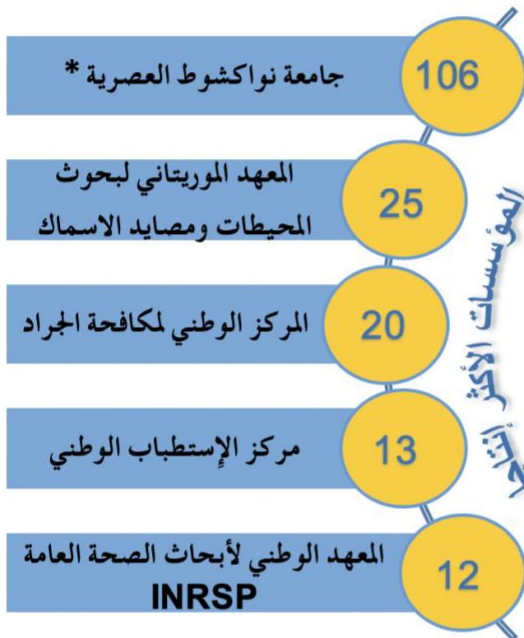 106
جامعة نواكشوط العصرية *
25
المعهد الموريتاني لبحوث
المحيطات ومصايد الاسماك
20
المركز الوطني لمكافحة الجراد
13
مركز الإستطباب الوطني
12
المعهد الوطني لأبحاث الصحة العامة
INRSP
المؤسسات الأكثر